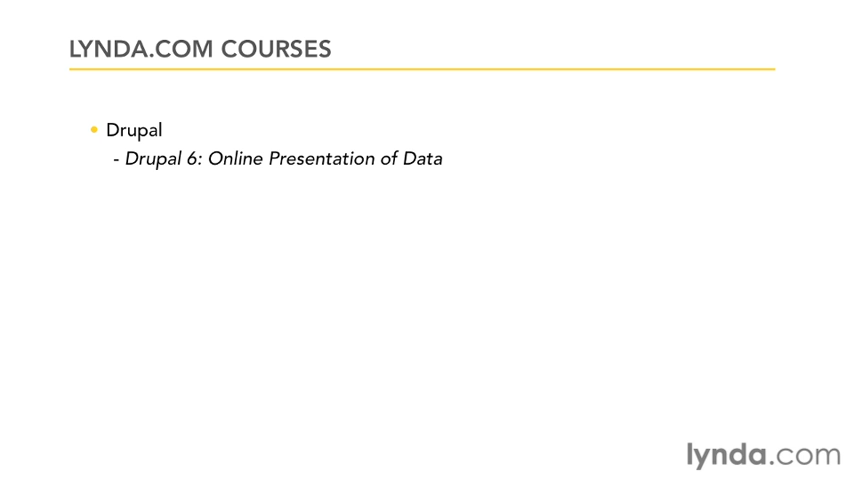 LYNDA.COM COURSES
• Drupal
- Drupal 6: Online Presentation of Data
lynda.com